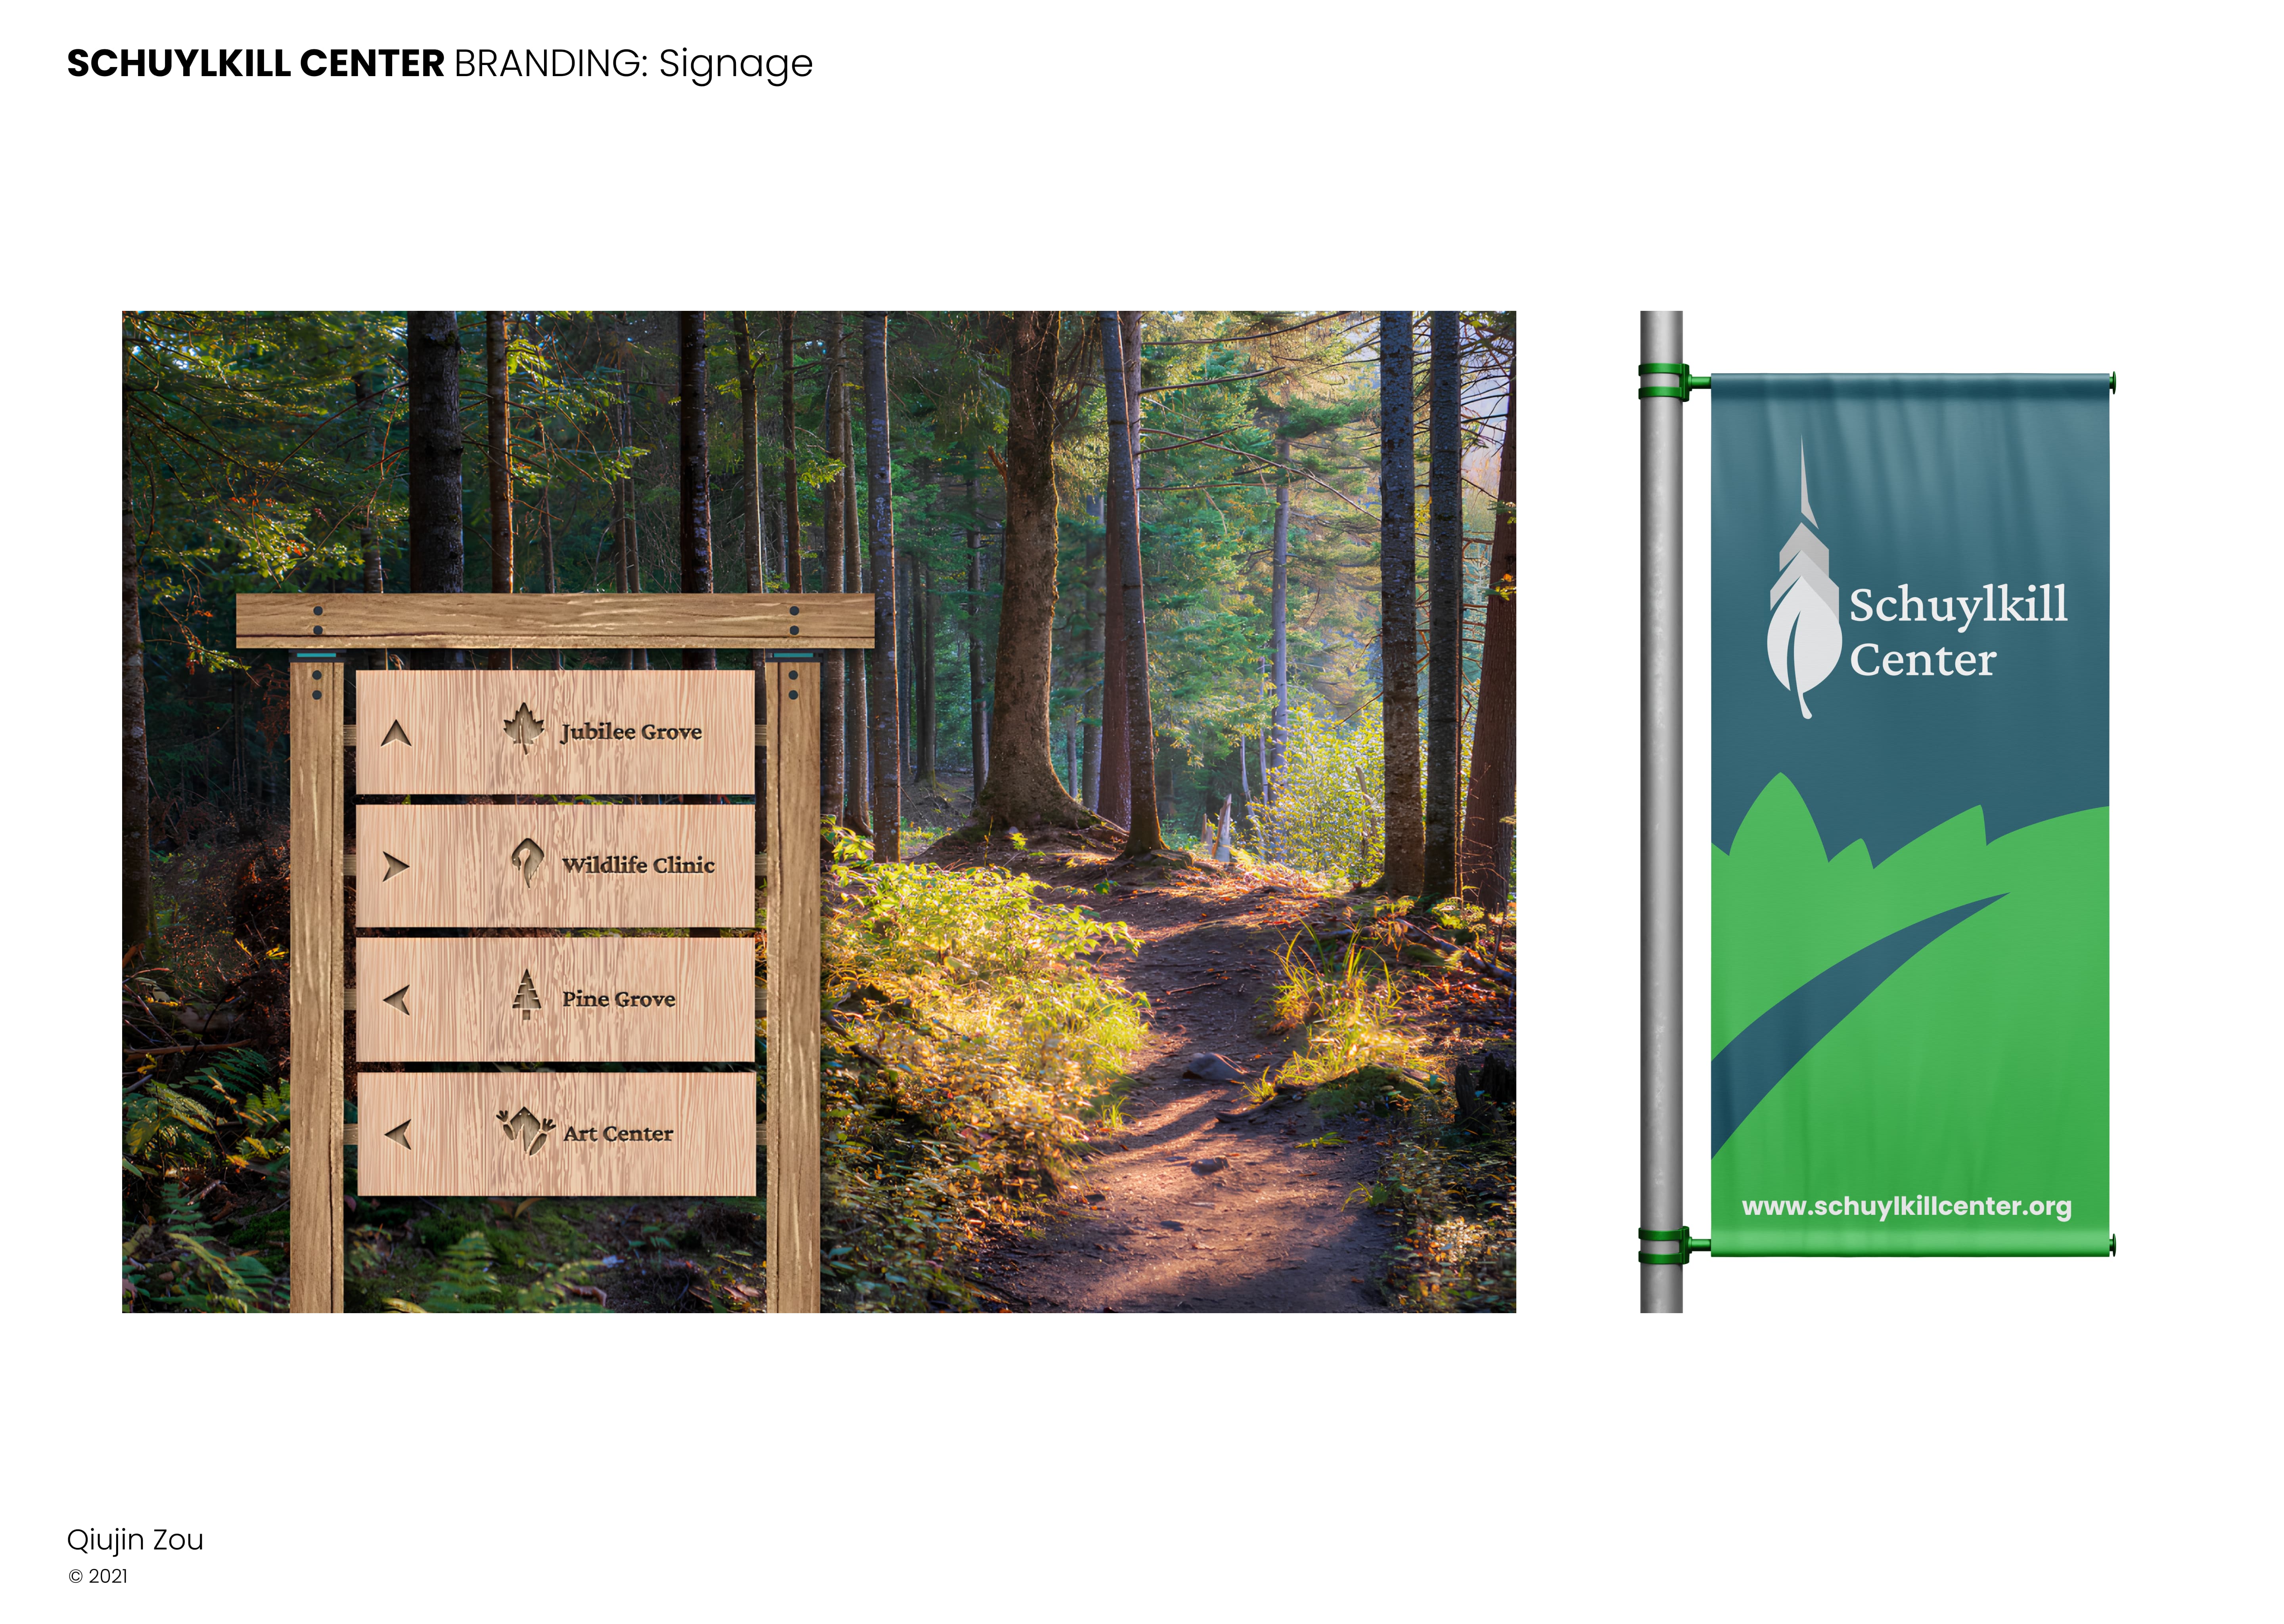 SCHUYLKILL CENTER BRANDING: Signage
Jubilee Grove
Wildlife Clinic
Pine Grove
Art Center
Schuylkill
Center
www.schuylkillcenter.org
Qiujin Zou
© 2021